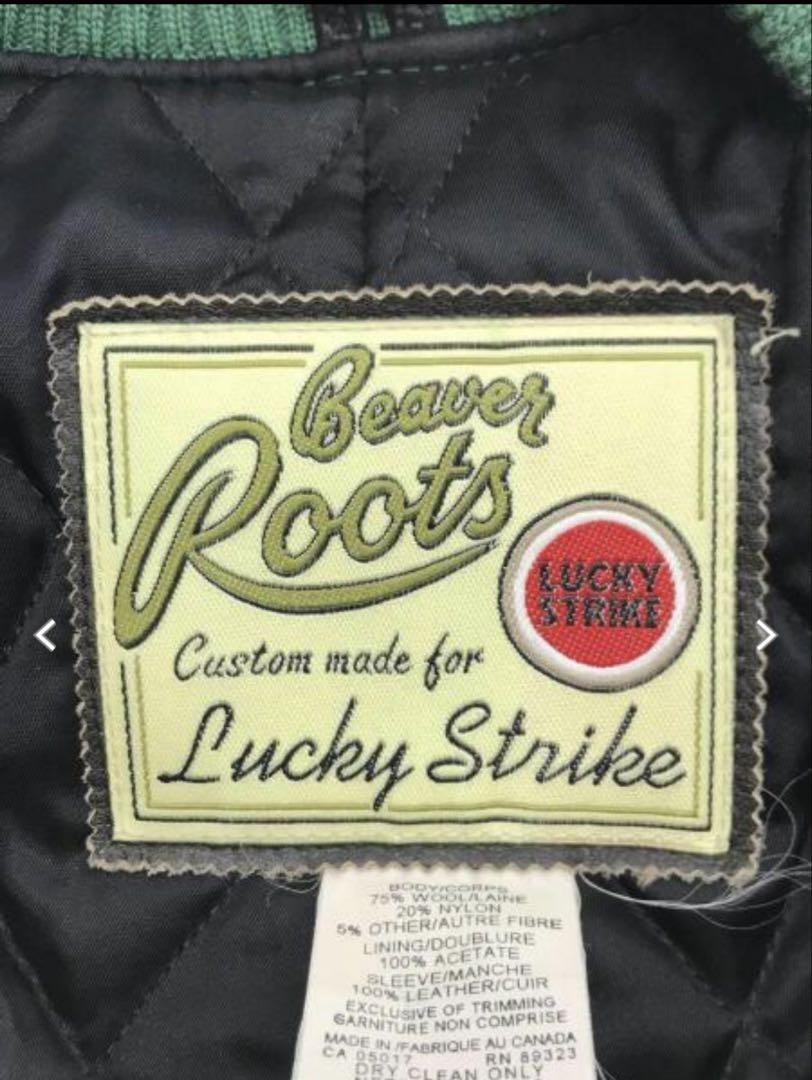 Beaver
Roots
LUCKY
STRIKE
Custom made for
Lucky Strike
BODY/CORPS
75% WOOL/LAINE
20% NYLON
5% OTHER/AUTRE FIBRE
LINING/DOUBLURE
100% ACETATE
SLEEVE/MANCHE
100% LEATHER/CUIR
EXCLUSIVE OF TRIMMING
GARNITURE NON COMPRISE
MADE IN/FABRIQUE AU CANADA
CA 05017 RN 89323
DRY CLEAN ONLY